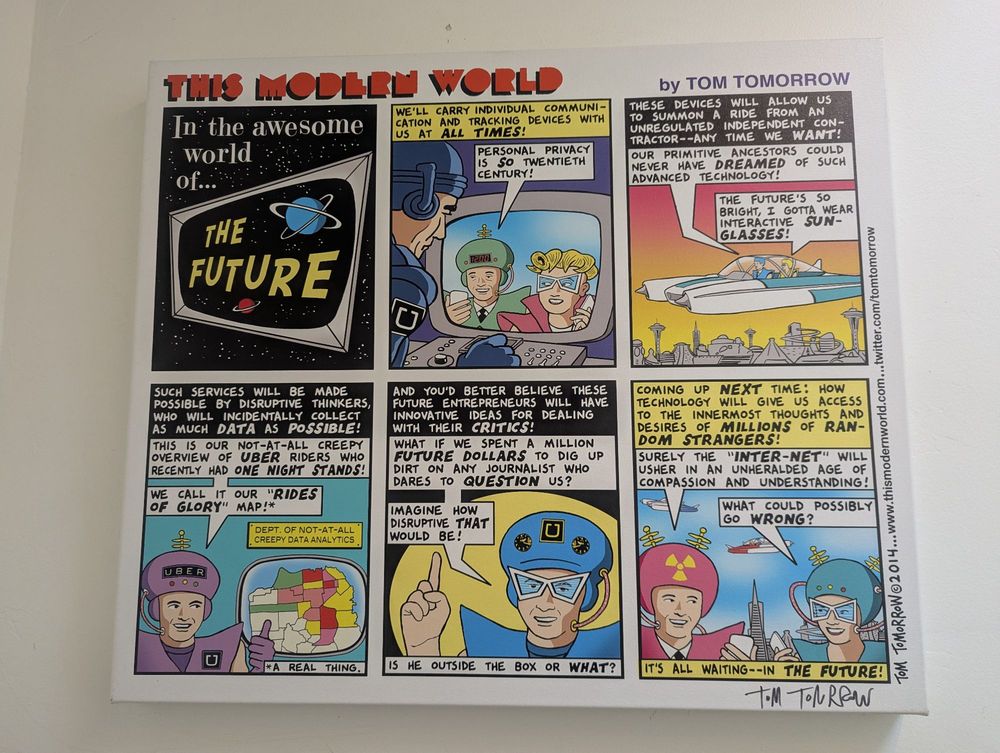 THIS MODERN WORLD
by TOM TOMORROW
In the awesome
world
of...
THE
FUTURE
WE'LL CARRY INDIVIDUAL COMMUNI-
CATION AND TRACKING DEVICES WITH
US AT ALL TIMES!
PERSONAL PRIVACY
IS SO TWENTIETH
CENTURY!
THESE DEVICES WILL ALLOW US
TO SUMMON A RIDE FROM AN
UNREGULATED INDEPENDENT CON-
TRACTOR--ANY TIME WE WANT!
OUR PRIMITIVE ANCESTORS COULD
NEVER HAVE DREAMED OF SUCH
ADVANCED TECHNOLOGY!
THE FUTURE'S SO
BRIGHT, I GOTTA WEAR
INTERACTIVE SUN-
GLASSES!
SUCH SERVICES WILL BE MADE
POSSIBLE BY DISRUPTIVE THINKERS,
WHO WILL INCIDENTALLY COLLECT
AS MUCH DATA AS POSSIBLE!
THIS IS OUR NOT-AT-ALL CREEPY
OVERVIEW OF UBER RIDERS WHO
RECENTLY HAD ONE NIGHT STANDS!
WE CALL IT OUR "RIDES
OF GLORY" MAP!*
DEPT. OF NOT-AT-ALL
CREEPY DATA ANALYTICS
UBER
*A REAL THING.
AND YOU'D BETTER BELIEVE THESE
FUTURE ENTREPRENEURS WILL HAVE
INNOVATIVE IDEAS FOR DEALING
WITH THEIR CRITICS!
WHAT IF WE SPENT A MILLION
FUTURE DOLLARS TO DIG UP
DIRT ON ANY JOURNALIST WHO
DARES TO QUESTION US?
IMAGINE HOW
DISRUPTIVE THAT
WOULD BE!
IS HE OUTSIDE THE BOX OR WHAT?
COMING UP NEXT TIME: HOW
TECHNOLOGY WILL GIVE US ACCESS
TO THE INNERMOST THOUGHTS AND
DESIRES OF MILLIONS OF RAN-
DOM STRANGERS!
SURELY THE "INTER-NET" WILL
USHER IN AN UNHERALDED AGE OF
COMPASSION AND UNDERSTANDING!
WHAT COULD POSSIBLY
GO WRONG?
IT'S ALL WAITING--IN THE FUTURE!
TOM TOMORROW©2014...www.thismodernworld.com...twitter.com/tomtomorrow
TOM TOMORROW